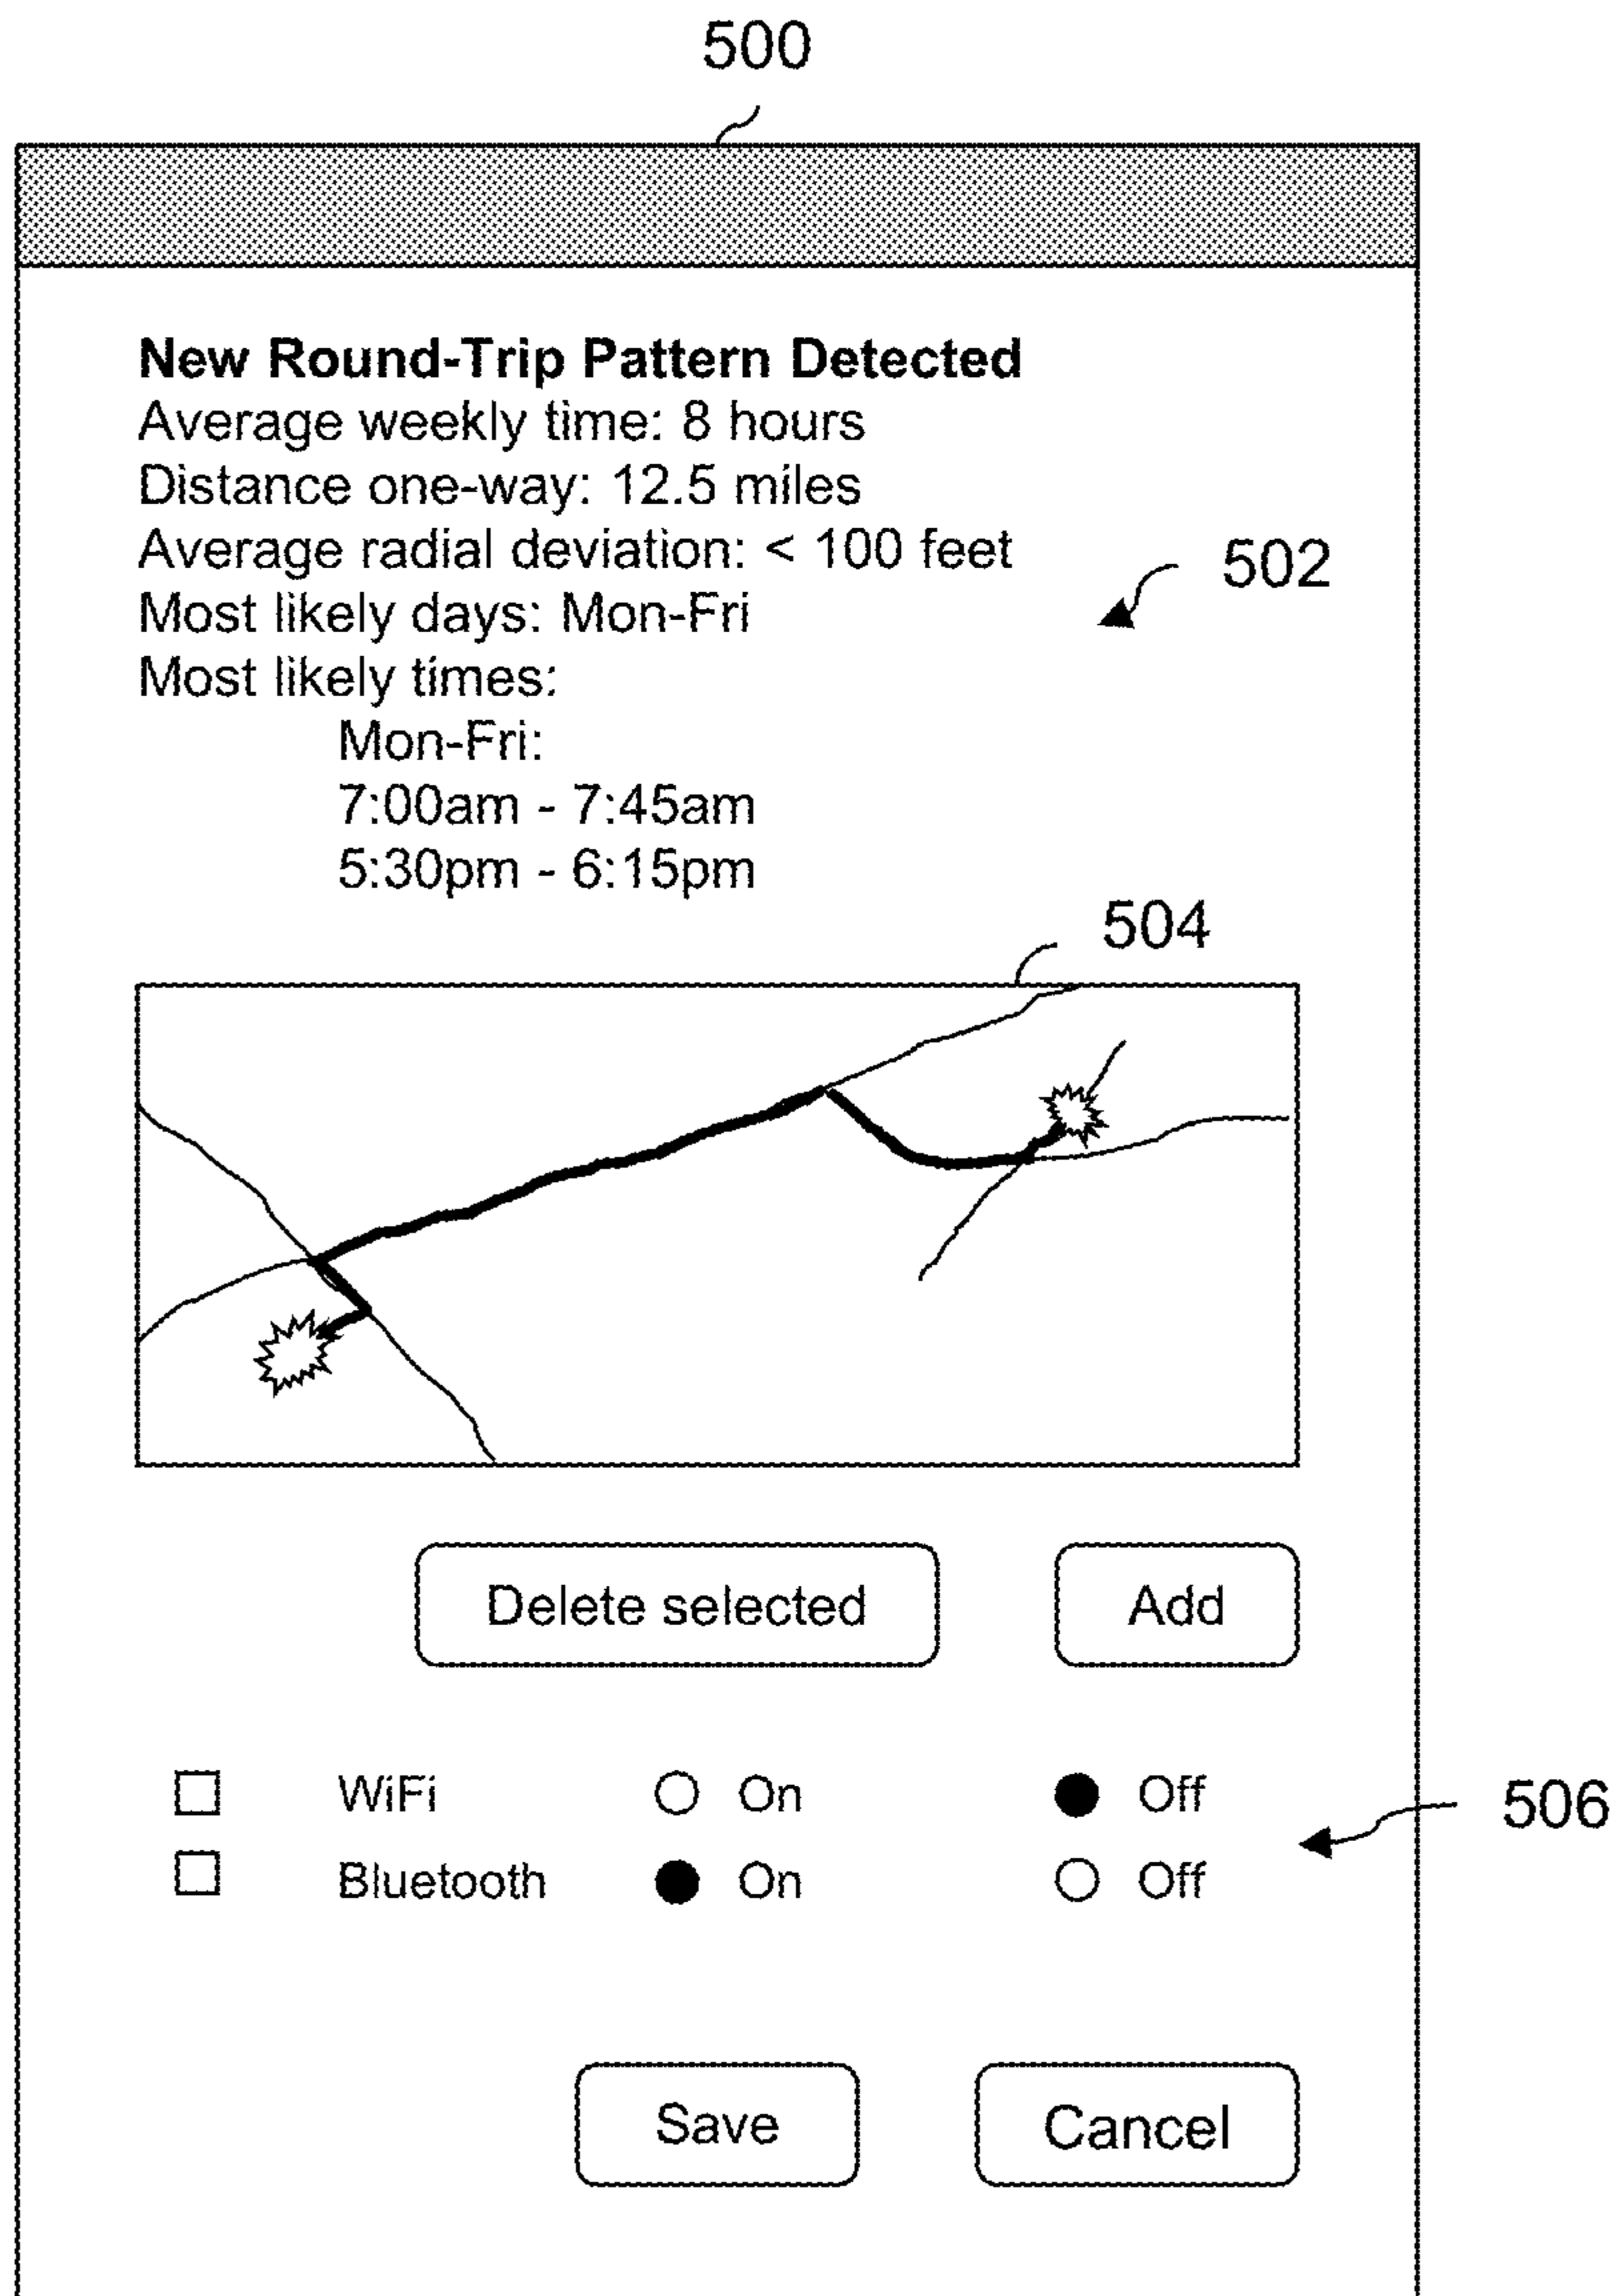 500
New Round-Trip Pattern Detected
Average weekly time: 8 hours
Distance one-way: 12.5 miles
Average radial deviation: < 100 feet
502
Most likely days: Mon-Fri
Most likely times:
Mon-Fri:
7:00am - 7:45am
5:30pm - 6:15pm
504
Delete selected Add
WiFi On Off
506
Bluetooth On Off
Save Cancel